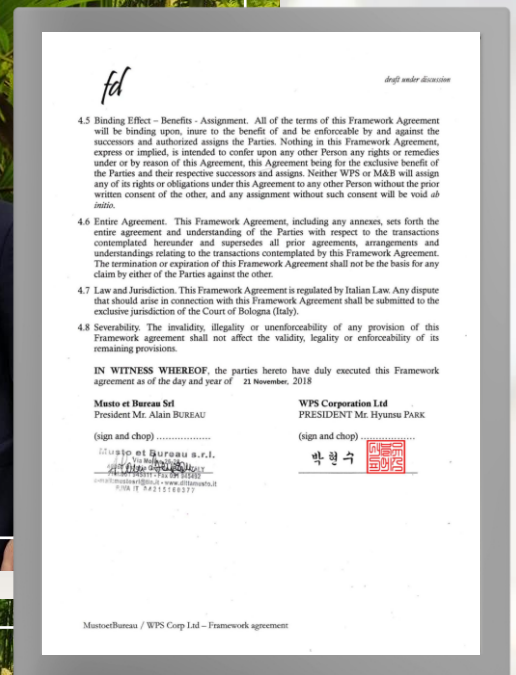 fd
draft under discussion
4.5 Binding Effect – Benefits - Assignment. All of the terms of this Framework Agreement
will be binding upon, inure to the benefit of and be enforceable by and against the
successors and authorized assigns the Parties. Nothing in this Framework Agreement,
express or implied, is intended to confer upon any other Person any rights or remedies
under or by reason of this Agreement, this Agreement being for the exclusive benefit of
the Parties and their respective successors and assigns. Neither WPS or M&B will assign
any of its rights or obligations under this Agreement to any other Person without the prior
written consent of the other, and any assignment without such consent will be void ab
initio.
4.6 Entire Agreement. This Framework Agreement, including any annexes, sets forth the
entire agreement and understanding of the Parties with respect to the transactions
contemplated hereunder and supersedes all prior agreements, arrangements and
understandings relating to the transactions contemplated by this Framework Agreement.
The termination or expiration of this Framework Agreement shall not be the basis for any
claim by either of the Parties against the other.
4.7 Law and Jurisdiction. This Framework Agreement is regulated by Italian Law. Any dispute
that should arise in connection with this Framework Agreement shall be submitted to the
exclusive jurisdiction of the Court of Bologna (Italy).
4.8 Severability. The invalidity, illegality or unenforceability of any provision of this
Framework agreement shall not affect the validity, legality or enforceability of its
remaining provisions.
IN WITNESS WHEREOF, the parties hereto have duly executed this Framework
agreement as of the day and year of 21 November, 2018
Musto et Bureau Srl
President Mr. Alain BUREAU
(sign and chop) ..................
Musto et Bureau s.r.l.
WPS Corporation Ltd
PRESIDENT Mr. Hyunsu PARK
(sign and chop) ..................
박현수
MustoetBureau / WPS Corp Ltd – Framework agreement